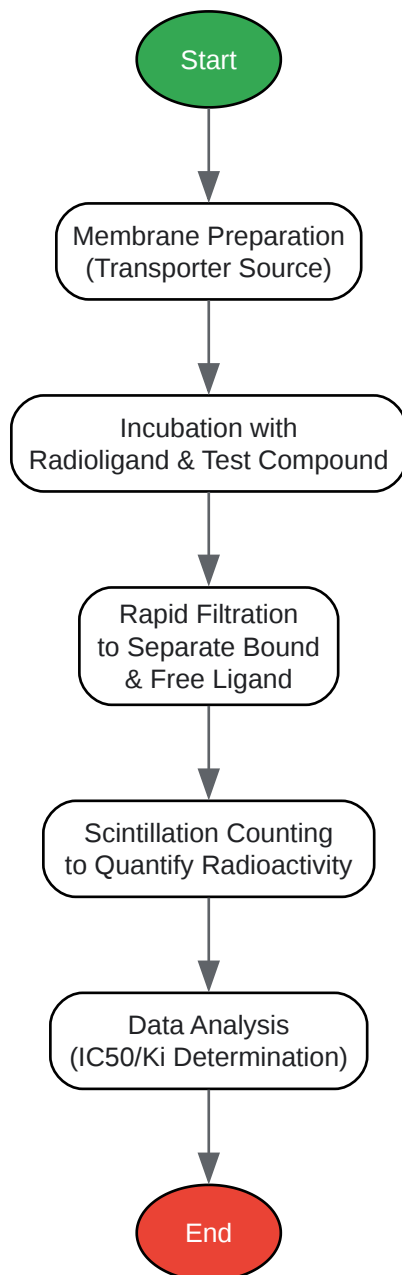 Start
Membrane Preparation
(Transporter Source)
Incubation with
Radioligand & Test Compound
Rapid Filtration
to Separate Bound
& Free Ligand
Scintillation Counting
to Quantify Radioactivity
Data Analysis
(IC50/Ki Determination)
End